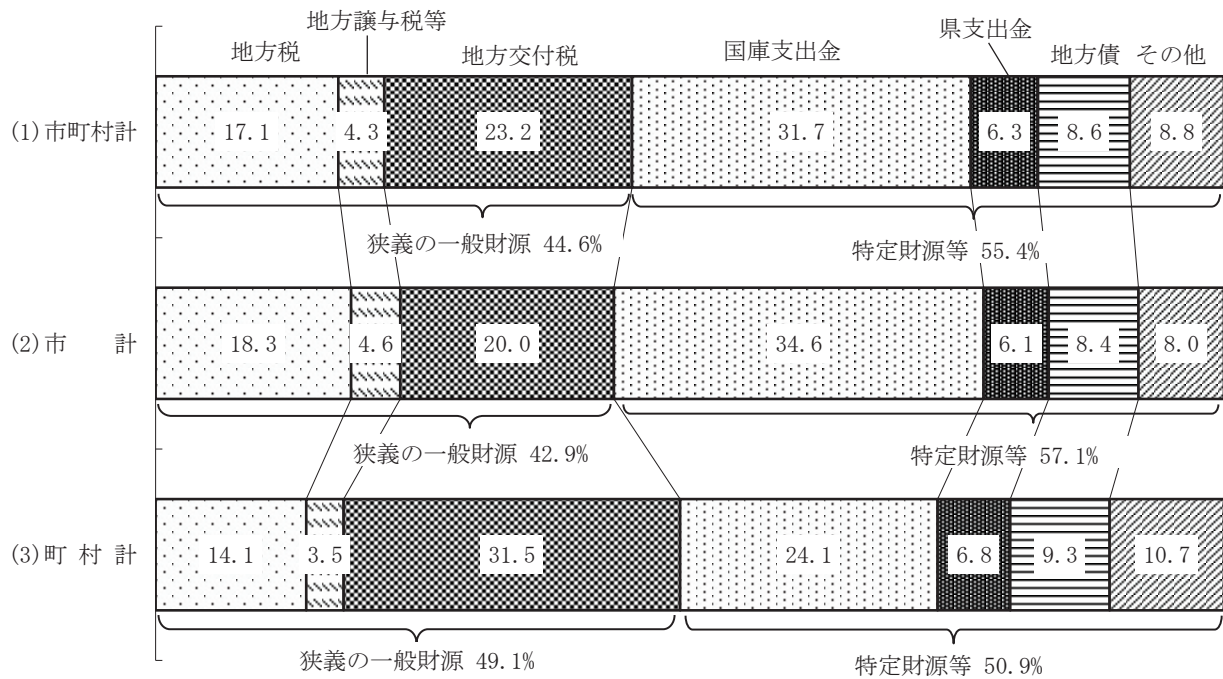 地方譲与税等
県支出金
地方税 地方交付税 国庫支出金 地方債 その他
(1)市町村計 17.1 4.3 23.2 31.7 6.3 8.6 8.8
狭義の一般財源 44.6% 特定財源等 55.4%
(2)市 計 18.3 4.6 20.0 34.6 6.1 8.4 8.0
狭義の一般財源 42.9% 特定財源等 57.1%
(3)町 村 計 14.1 3.5 31.5 24.1 6.8 9.3 10.7
狭義の一般財源 49.1% 特定財源等 50.9%